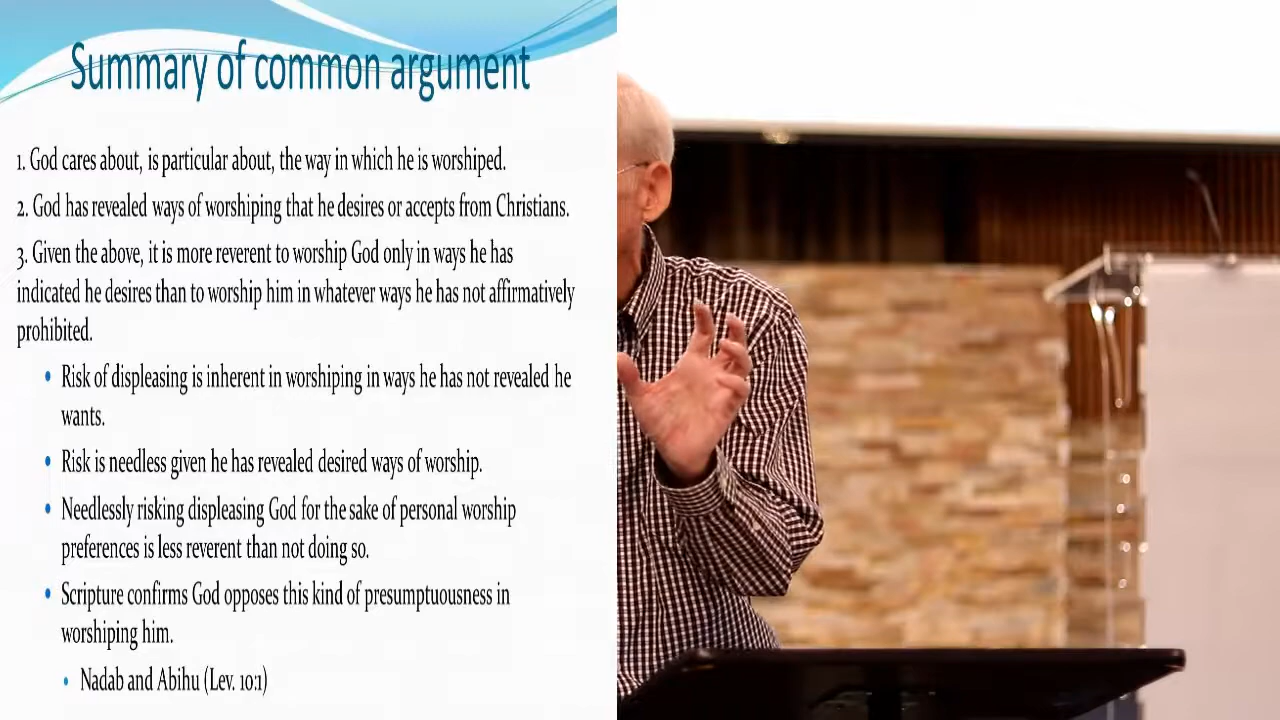 Summary of common argument
1. God cares about, is particular about, the way in which he is worshiped.
2. God has revealed ways of worshiping that he desires or accepts from Christians.
3. Given the above, it is more reverent to worship God only in ways he has
indicated he desires than to worship him in whatever ways he has not affirmatively
prohibited.
• Risk of displeasing is inherent in worshiping in ways he has not revealed he
wants.
• Risk is needless given he has revealed desired ways of worship.
• Needlessly risking displeasing God for the sake of personal worship
preferences is less reverent than not doing so.
• Scripture confirms God opposes this kind of presumptuousness in
worshiping him.
• Nadab and Abihu (Lev. 10:1)